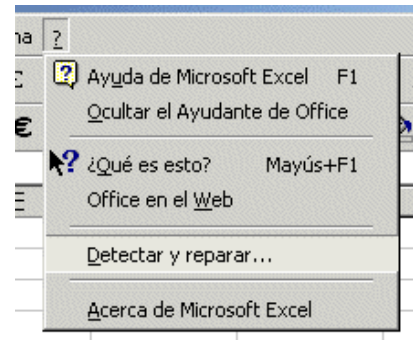 na ?
Ayuda de Microsoft Excel F1
Ocultar el Ayudante de Office
€
¿Qué es esto? Mayús+F1
Office en el Web
E
Detectar y reparar...
Acerca de Microsoft Excel